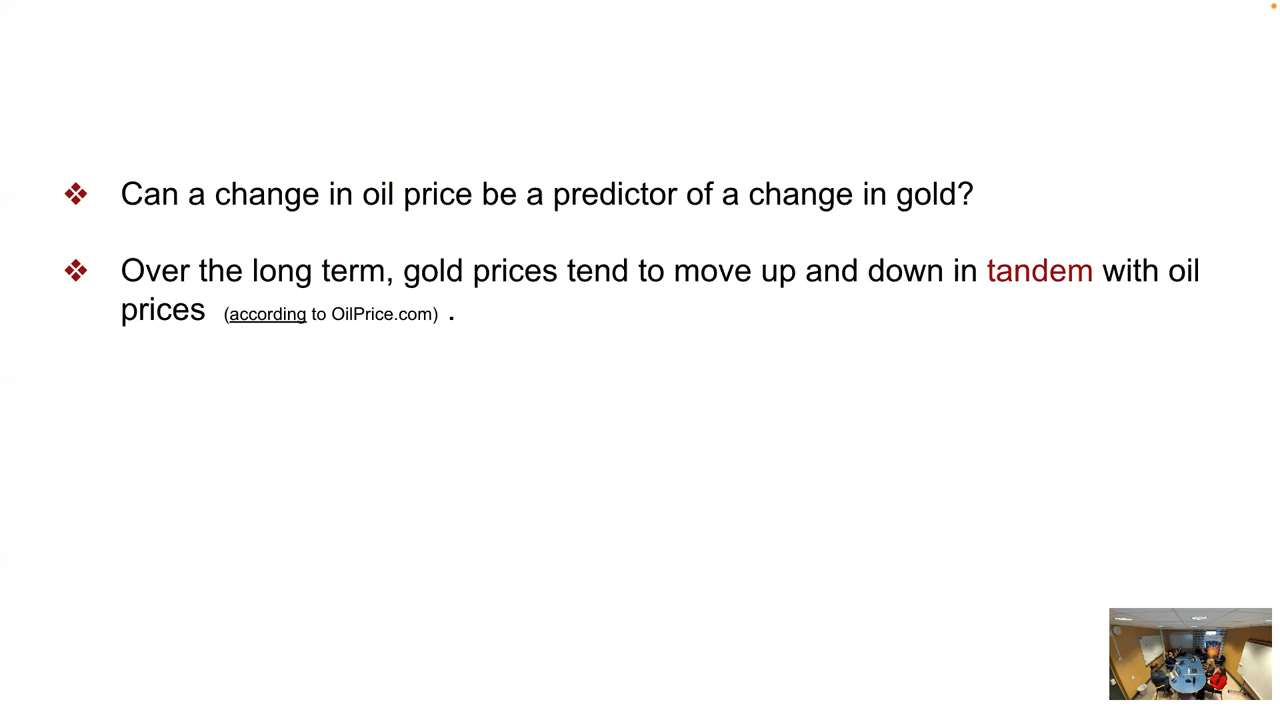 Can a change in oil price be a predictor of a change in gold?
Over the long term, gold prices tend to move up and down in tandem with oil
prices (according to OilPrice.com) .